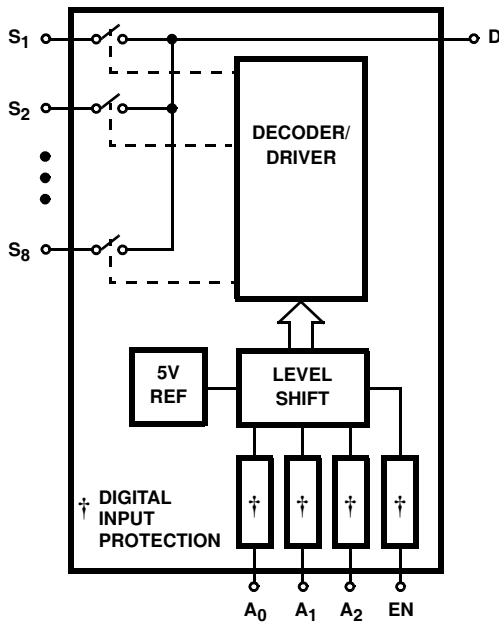 S1
D
S2
DECODER/
DRIVER
S8
5V
REF
LEVEL
SHIFT
† † † †
† DIGITAL
INPUT
PROTECTION
A0 A1 A2 EN